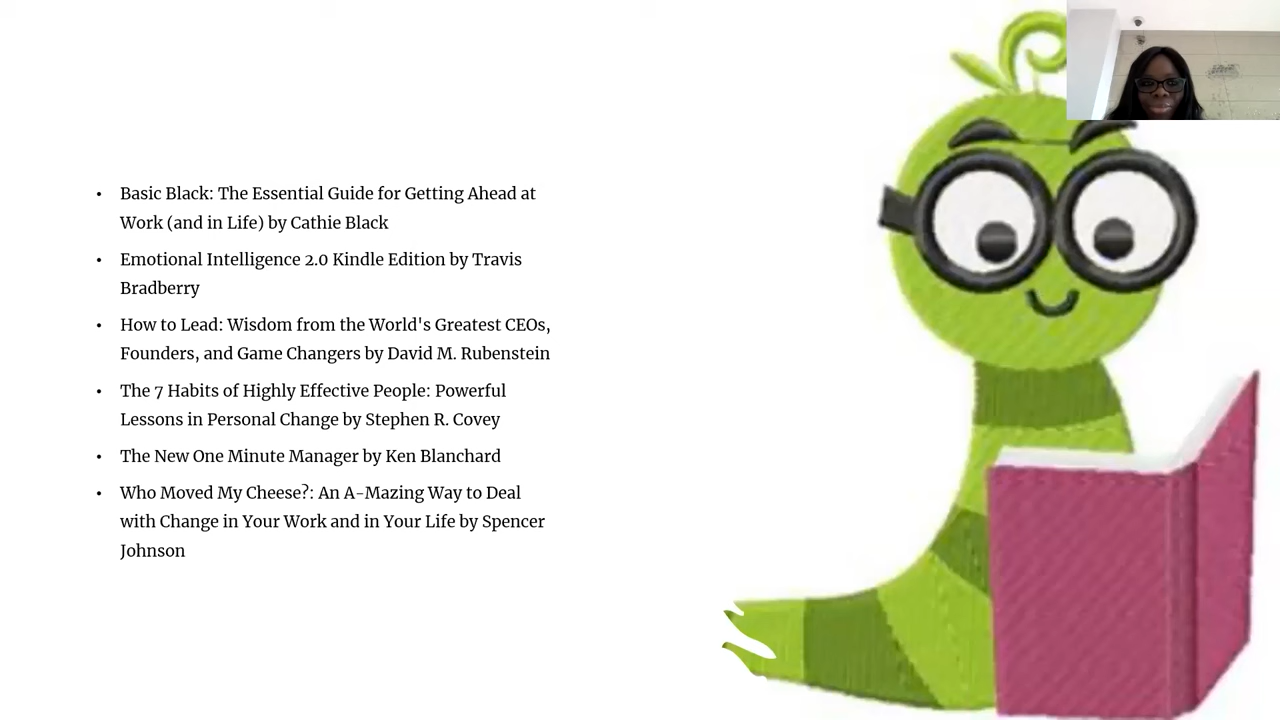 • Basic Black: The Essential Guide for Getting Ahead at
Work (and in Life) by Cathie Black
• Emotional Intelligence 2.0 Kindle Edition by Travis
Bradberry
• How to Lead: Wisdom from the World's Greatest CEOs,
Founders, and Game Changers by David M. Rubenstein
• The 7 Habits of Highly Effective People: Powerful
Lessons in Personal Change by Stephen R. Covey
• The New One Minute Manager by Ken Blanchard
• Who Moved My Cheese?: An A-Mazing Way to Deal
with Change in Your Work and in Your Life by Spencer
Johnson